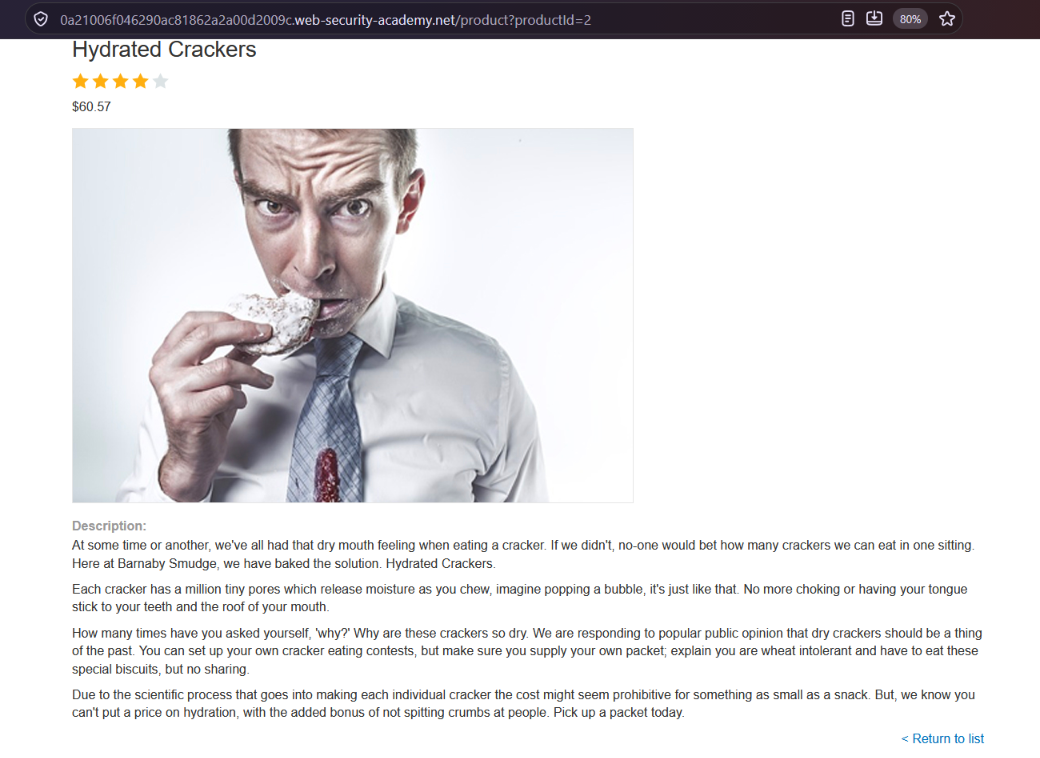 0a21006f046290ac81862a2a00d2009c.web-security-academy.net/product?productId=2
80%
Hydrated Crackers
$60.57
Description:
At some time or another, we've all had that dry mouth feeling when eating a cracker. If we didn't, no-one would bet how many crackers we can eat in one sitting.
Here at Barnaby Smudge, we have baked the solution. Hydrated Crackers.
Each cracker has a million tiny pores which release moisture as you chew, imagine popping a bubble, it's just like that. No more choking or having your tongue
stick to your teeth and the roof of your mouth.
How many times have you asked yourself, 'why?' Why are these crackers so dry. We are responding to popular public opinion that dry crackers should be a thing
of the past. You can set up your own cracker eating contests, but make sure you supply your own packet; explain you are wheat intolerant and have to eat these
special biscuits, but no sharing.
Due to the scientific process that goes into making each individual cracker the cost might seem prohibitive for something as small as a snack. But, we know you
can't put a price on hydration, with the added bonus of not spitting crumbs at people. Pick up a packet today.
< Return to list